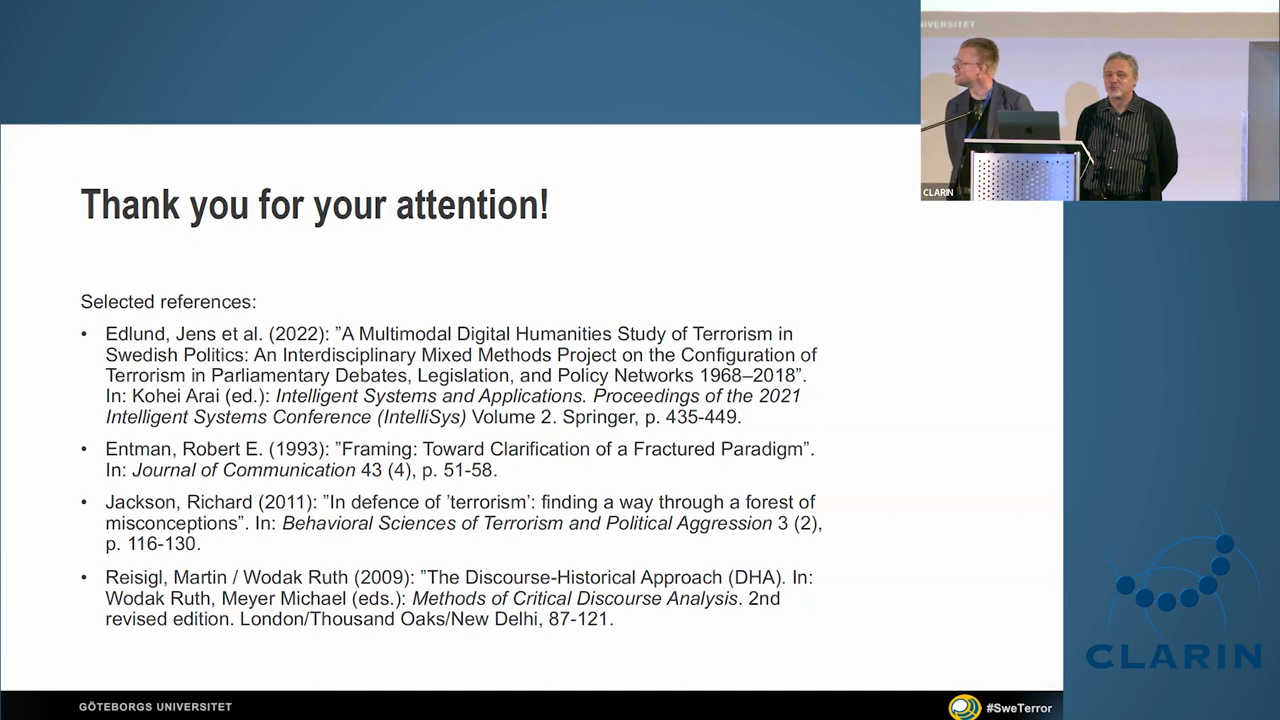 IVERSITET
CLARIN
Thank you for your attention!
Selected references:
• Edlund, Jens et al. (2022): ”A Multimodal Digital Humanities Study of Terrorism in
Swedish Politics: An Interdisciplinary Mixed Methods Project on the Configuration of
Terrorism in Parliamentary Debates, Legislation, and Policy Networks 1968–2018”.
In: Kohei Arai (ed.): Intelligent Systems and Applications. Proceedings of the 2021
Intelligent Systems Conference (IntelliSys) Volume 2. Springer, p. 435-449.
• Entman, Robert E. (1993): ”Framing: Toward Clarification of a Fractured Paradigm”.
In: Journal of Communication 43 (4), p. 51-58.
• Jackson, Richard (2011): ”In defence of ’terrorism’: finding a way through a forest of
misconceptions”. In: Behavioral Sciences of Terrorism and Political Aggression 3 (2),
p. 116-130.
• Reisigl, Martin / Wodak Ruth (2009): ”The Discourse-Historical Approach (DHA). In:
Wodak Ruth, Meyer Michael (eds.): Methods of Critical Discourse Analysis. 2nd
revised edition. London/Thousand Oaks/New Delhi, 87-121.
CLARIN
GÖTEBORGS UNIVERSITET
#SweTerror